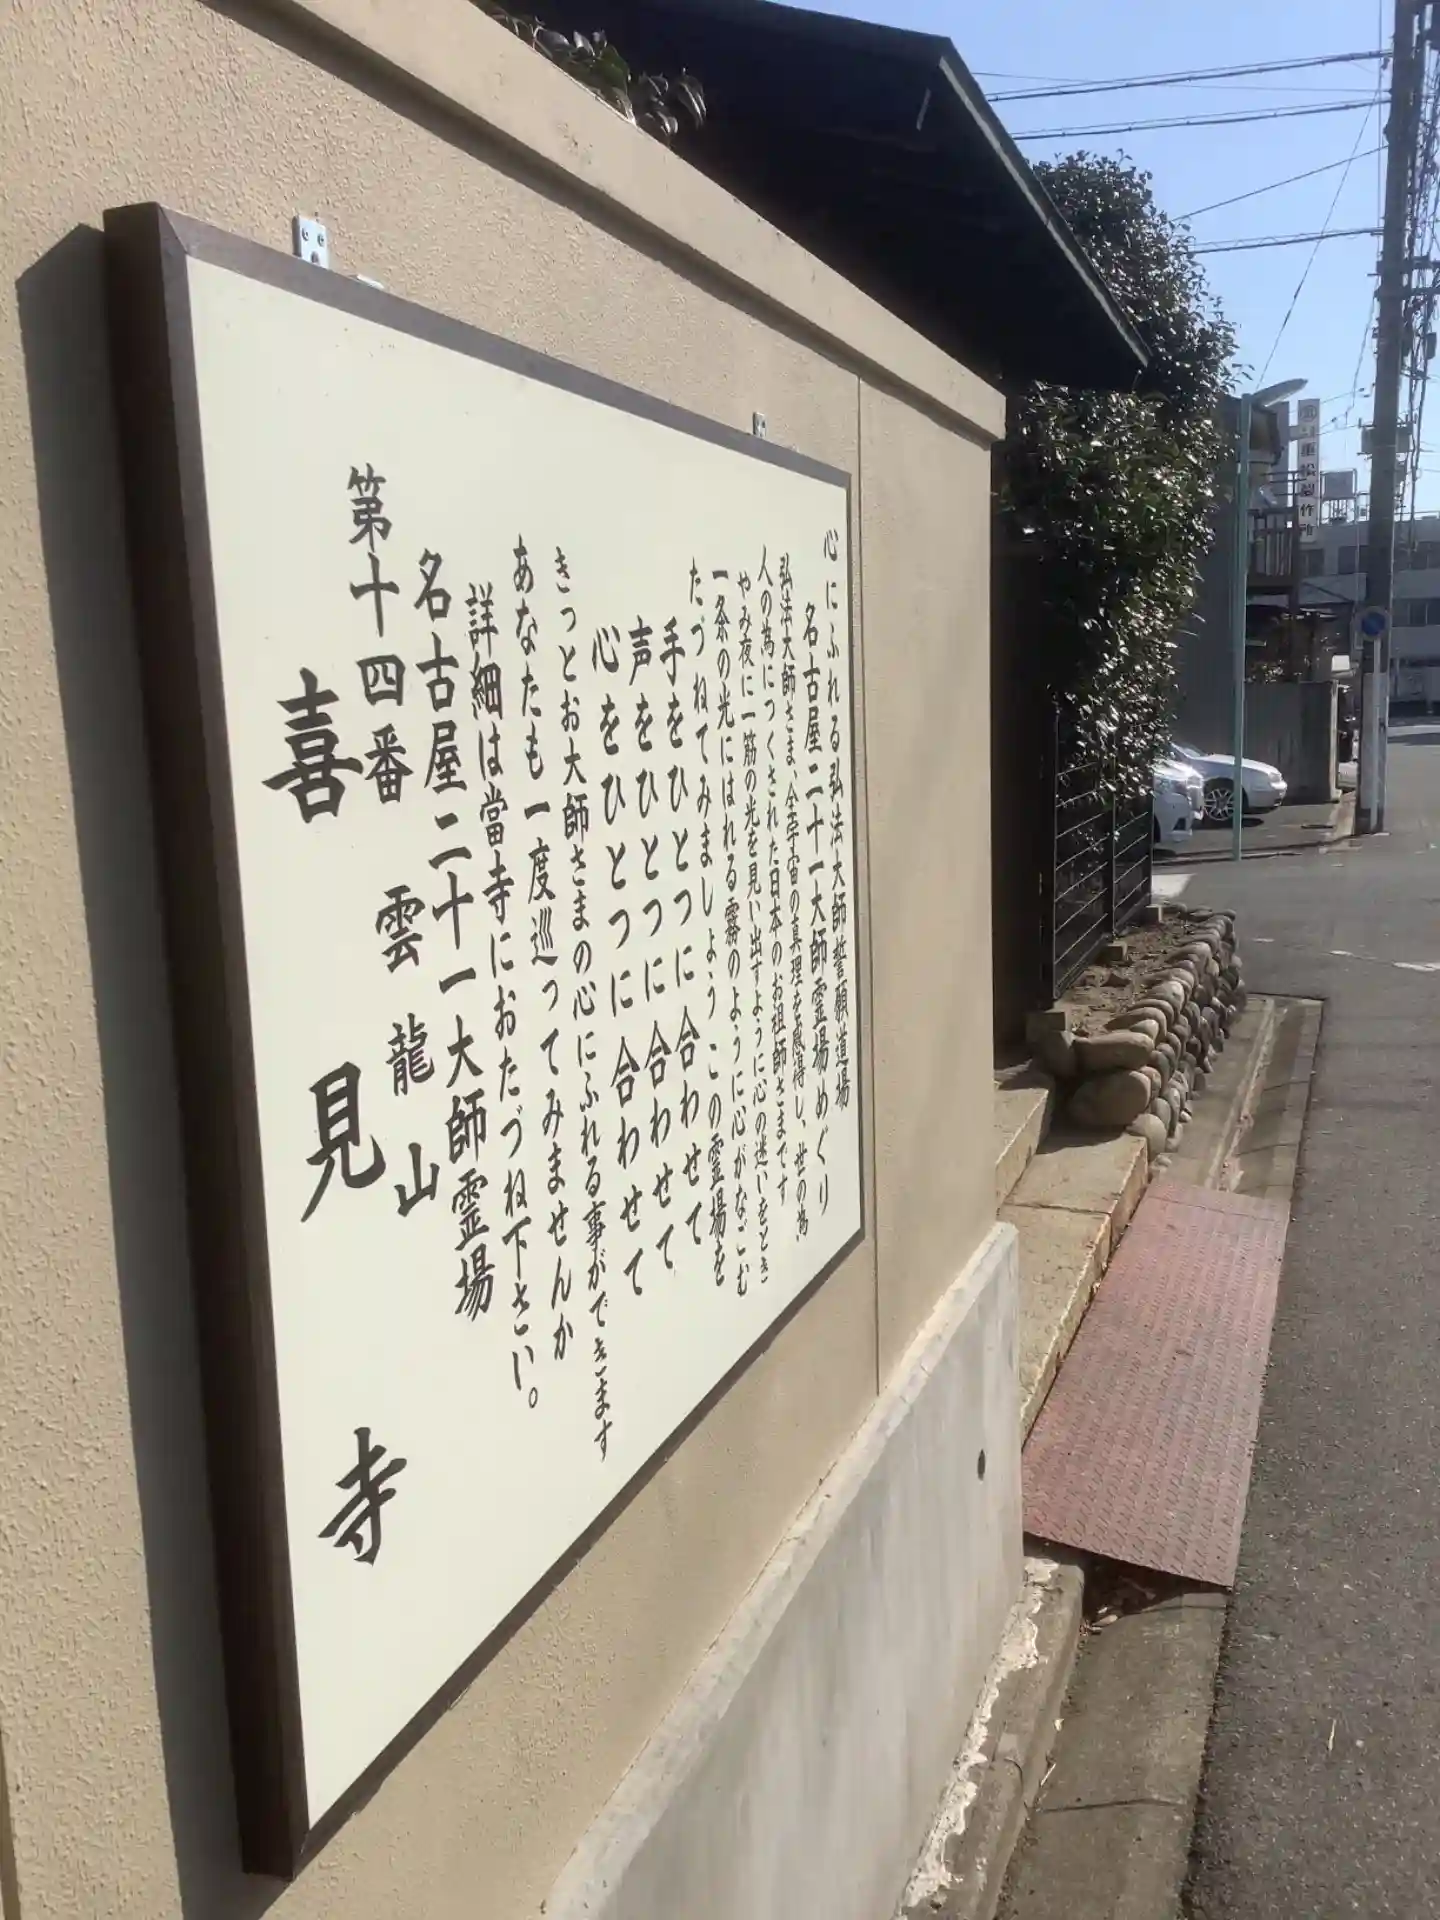 心にふれる弘法大師誓願道場
名古屋二十一大師霊場めぐり
弘法大師さま、全宇宙の真理を感得し、世の為
人の為につくされた日本のお祖師さまです
やみ夜に一筋の光を見い出すように心の迷いをとき
一条の光にはれる霧のように心がなごむ
たづねてみましょう この霊場を
手をひとつに合わせて
声をひとつに合わせて
心をひとつに合わせて
きっとお大師さまの心にふれる事ができます
あなたも一度巡ってみませんか
詳細は當寺におたづね下さい。
名古屋二十一大師霊場
第十四番 雲龍山
喜見寺
重松製作所